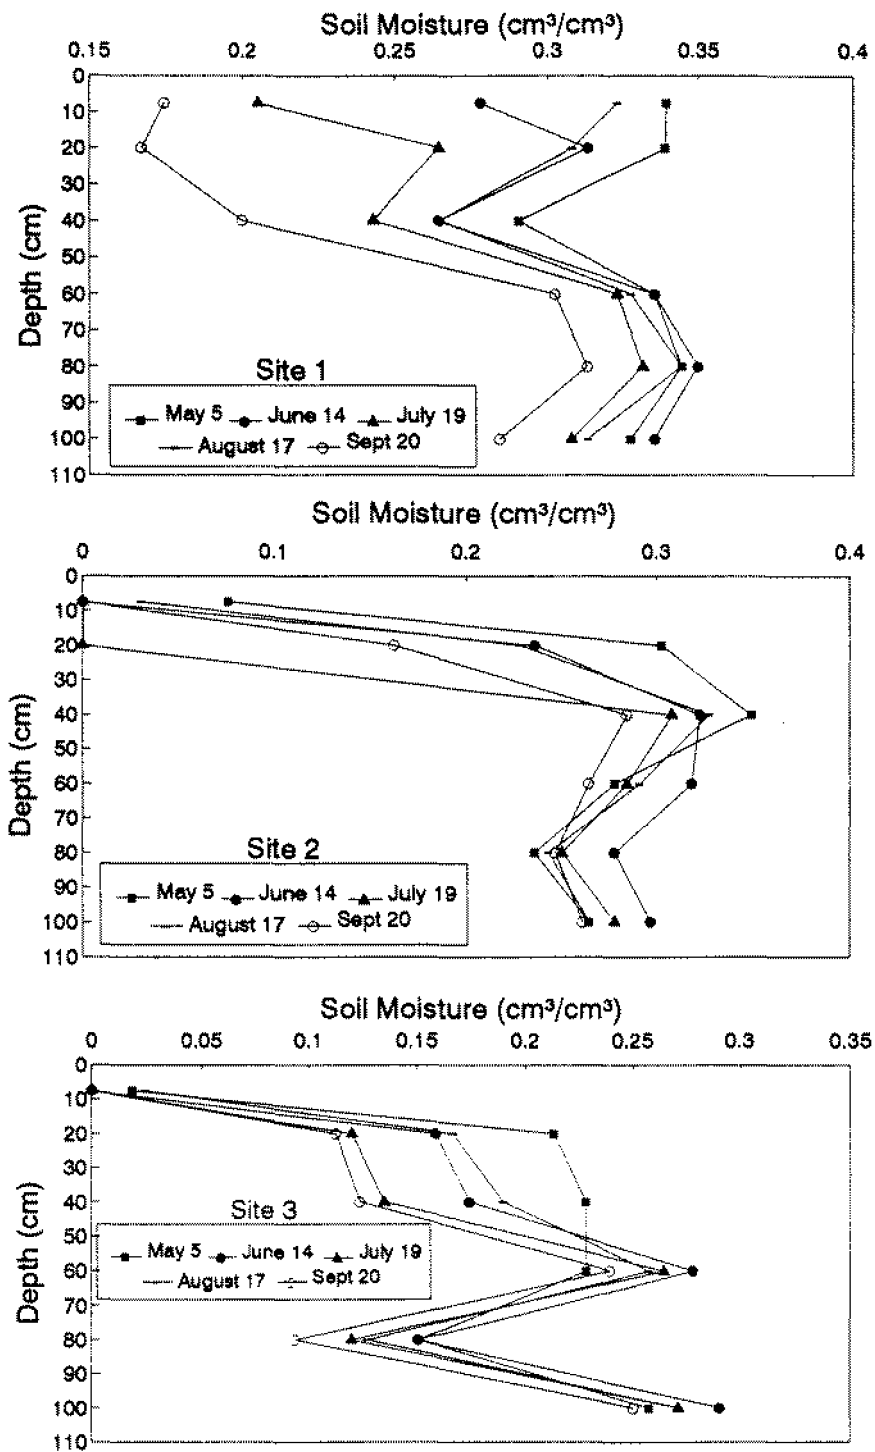 Soil Moisture (cm³/cm³)
0.15 0.2 0.25 0.3 0.35 0.4
0
10
20
30
40
50
60
70
80
90
100
110
Depth (cm)
Site 1
May 5 June 14 July 19
August 17 Sept 20
Soil Moisture (cm³/cm³)
0 0.1 0.2 0.3 0.4
0
10
20
30
40
50
60
70
80
90
100
110
Depth (cm)
Site 2
May 5 June 14 July 19
August 17 Sept 20
Soil Moisture (cm³/cm³)
0 0.05 0.1 0.15 0.2 0.25 0.3 0.35
0
10
20
30
40
50
60
70
80
90
100
110
Depth (cm)
Site 3
May 5 June 14 July 19
August 17 Sept 20